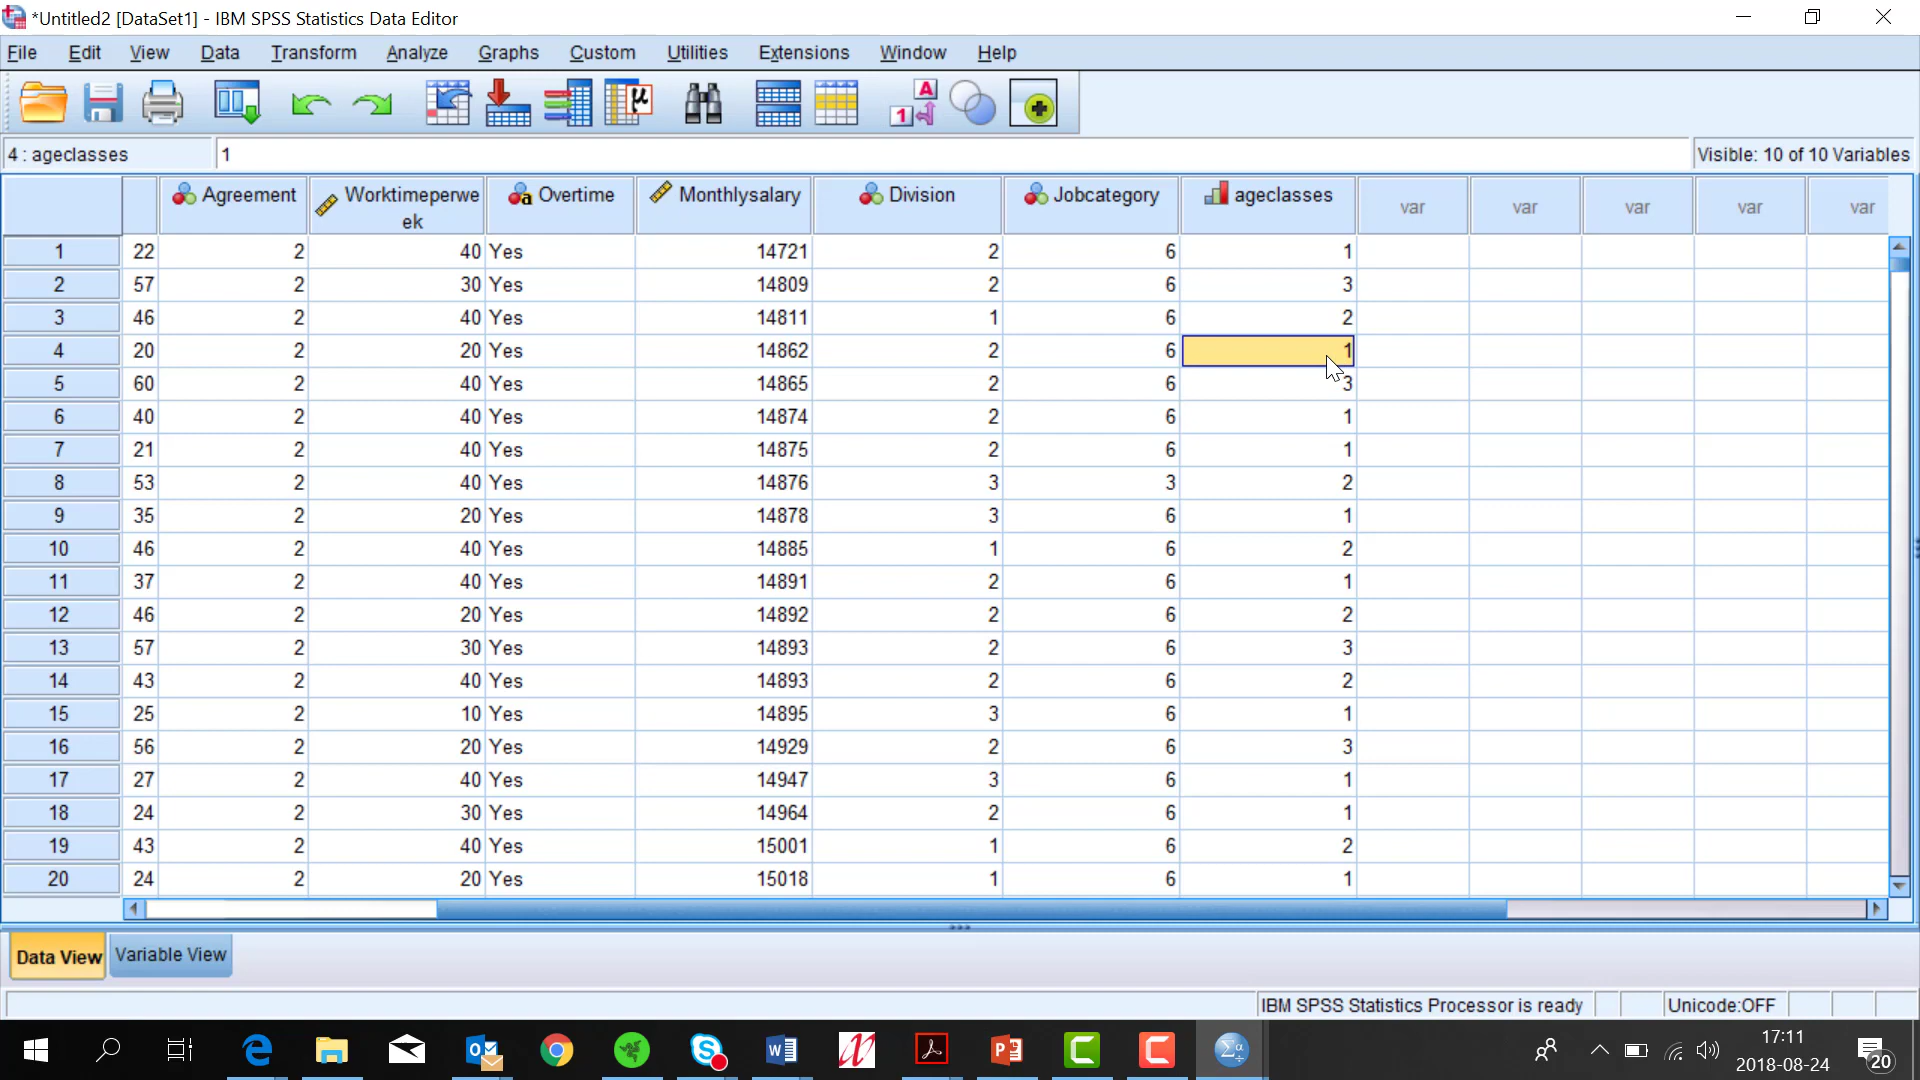 *Untitled2 [DataSet1] - IBM SPSS Statistics Data Editor
File Edit View Data Transform Analyze Graphs Custom Utilities Extensions Window Help
4 : ageclasses 1 Visible: 10 of 10 Variables
Agreement Worktimeperwe Overtime Monthlysalary Division Jobcategory ageclasses var var var var var
ek
1 22 2 40 Yes 14721 2 6 1
2 57 2 30 Yes 14809 2 6 3
3 46 2 40 Yes 14811 1 6 2
4 20 2 20 Yes 14862 2 6 1
5 60 2 40 Yes 14865 2 6 3
6 40 2 40 Yes 14874 2 6 1
7 21 2 40 Yes 14875 2 6 1
8 53 2 40 Yes 14876 3 3 2
9 35 2 20 Yes 14878 3 6 1
10 46 2 40 Yes 14885 1 6 2
11 37 2 40 Yes 14891 2 6 1
12 46 2 20 Yes 14892 2 6 2
13 57 2 30 Yes 14893 2 6 3
14 43 2 40 Yes 14893 2 6 2
15 25 2 10 Yes 14895 3 6 1
16 56 2 20 Yes 14929 2 6 3
17 27 2 40 Yes 14947 3 6 1
18 24 2 30 Yes 14964 2 6 1
19 43 2 40 Yes 15001 1 6 2
20 24 2 20 Yes 15018 1 6 1
Data View Variable View
IBM SPSS Statistics Processor is ready Unicode:OFF
17:11
2018-08-24
20